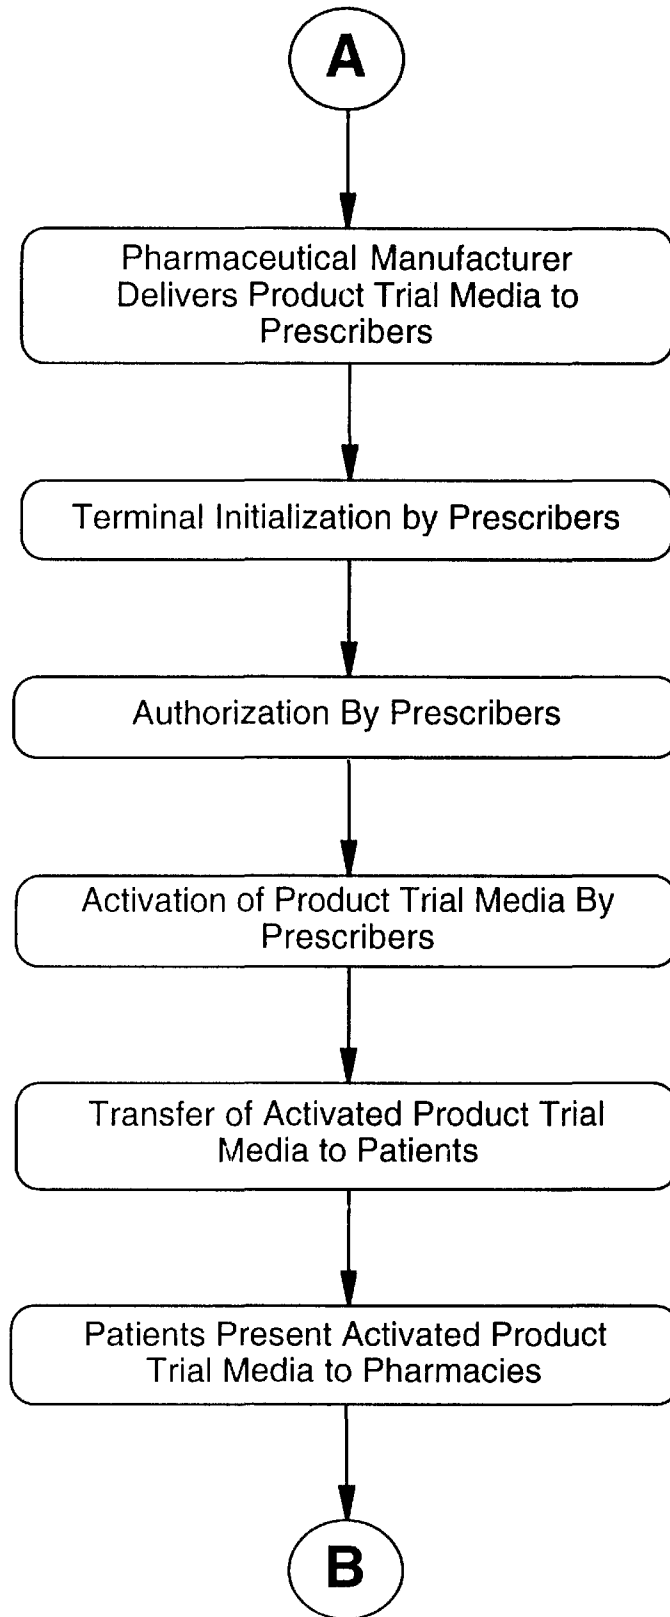 A
Pharmaceutical Manufacturer
Delivers Product Trial Media to
Prescribers
Terminal Initialization by Prescribers
Authorization By Prescribers
Activation of Product Trial Media By
Prescribers
Transfer of Activated Product Trial
Media to Patients
Patients Present Activated Product
Trial Media to Pharmacies
B